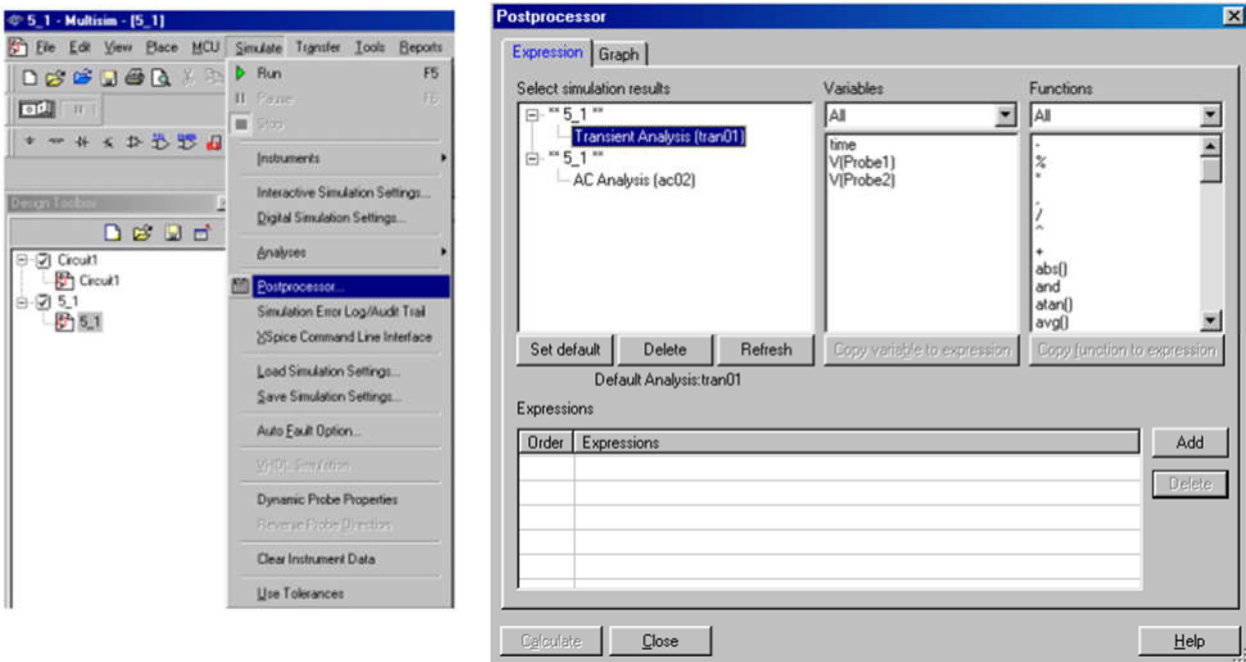 5_1 - Multisim - [5_1]
File Edit View Place MCU Simulate Transfer Tools Reports
Run F5
Pause F6
Stop
Instruments
Interactive Simulation Settings...
Digital Simulation Settings...
Analyses
Postprocessor...
Simulation Error Log/Audit Trail
XSpice Command Line Interface
Load Simulation Settings...
Save Simulation Settings...
Auto Fault Option...
VHDL Simulation
Dynamic Probe Properties
Reverse Probe Direction
Clear Instrument Data
Use Tolerances
Design Toolbox
Circuit1
Circuit1
5_1
5_1
Postprocessor
Expression Graph
Select simulation results
** 5_1 **
Transient Analysis (tran01)
** 5_1 **
AC Analysis (ac02)
Set default Delete Refresh
Default Analysis:tran01
Variables
All
time
V(Probe1)
V(Probe2)
Copy variable to expression
Functions
All
-
%
*
,
/
^
+
abs()
and
atan()
avg()
Copy function to expression
Expressions
Order Expressions
Add
Delete
Calculate Close Help